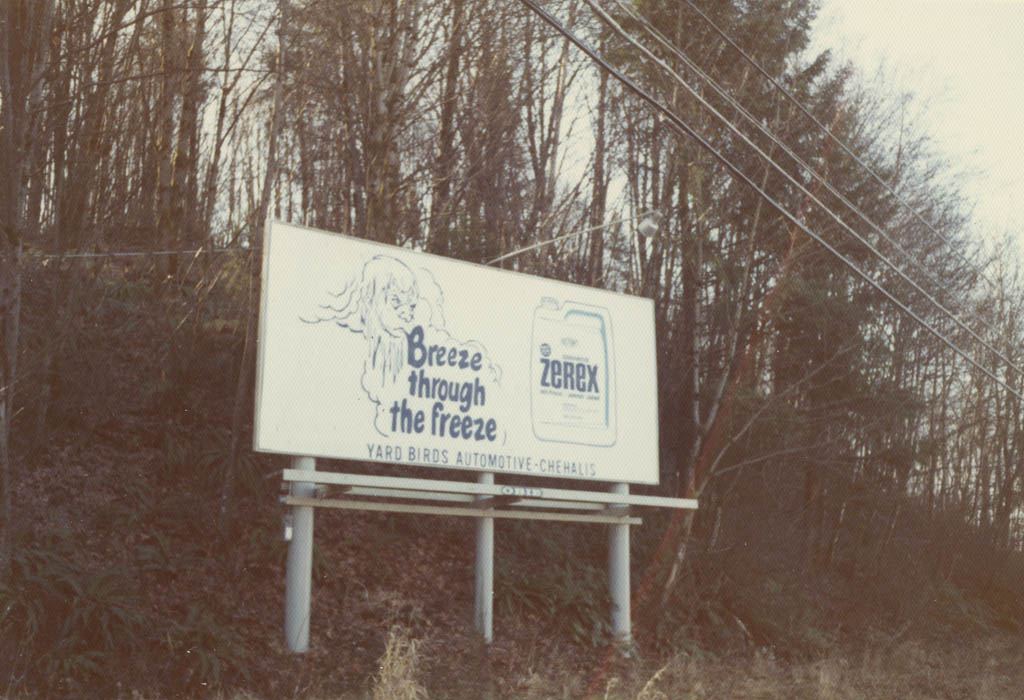 Breeze
through
the freeze
zerex
YARD BIRDS AUTOMOTIVE-CHEHALIS